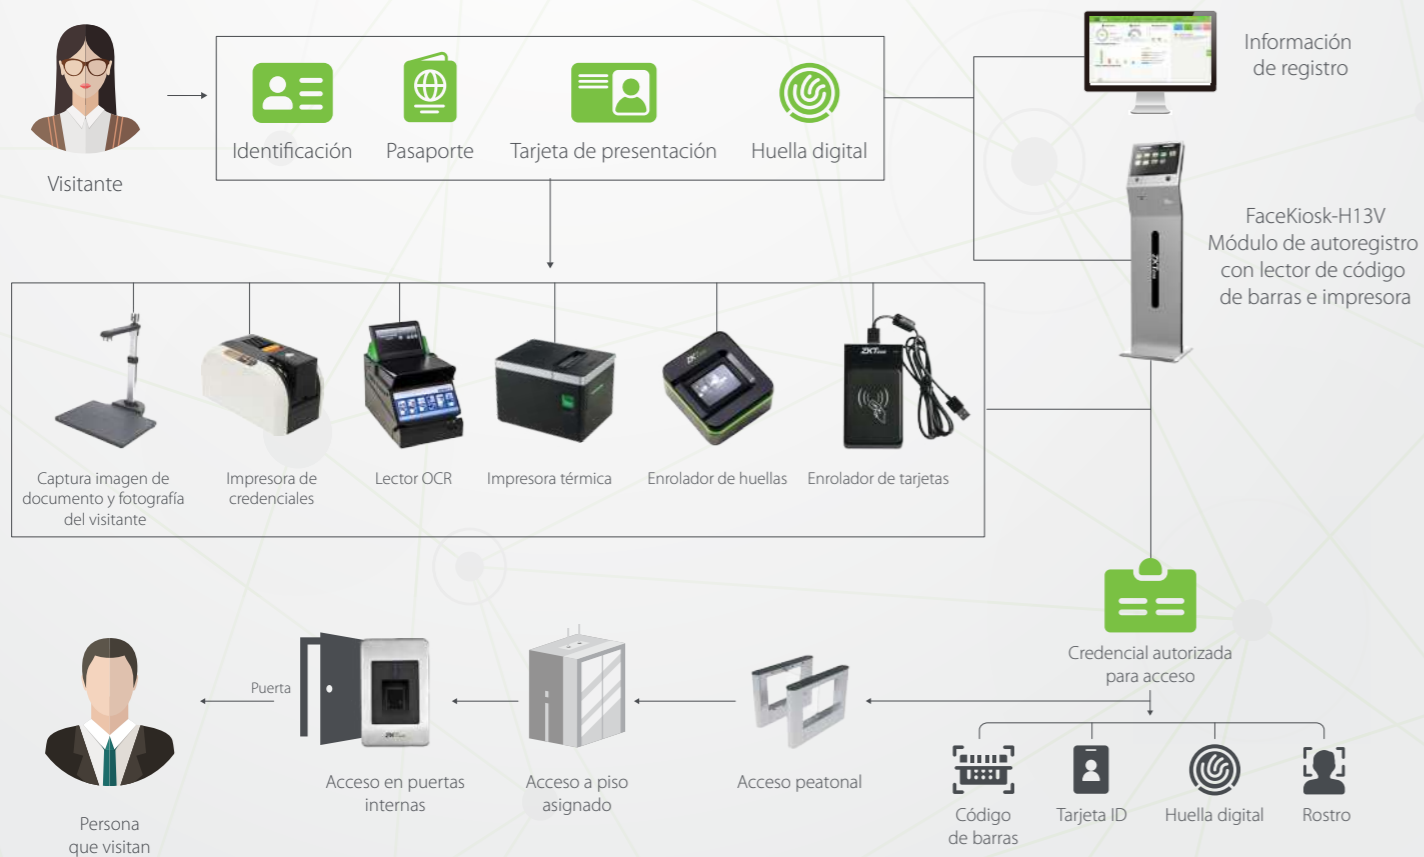 Visitante
Identificación
Pasaporte
Tarjeta de presentación
Huella digital
Información
de registro
FaceKiosk-H13V
Módulo de autoregistro
con lector de código
de barras e impresora
ZKTeco
ZKTeco
Captura imagen de
documento y fotografía
del visitante
Impresora de
credenciales
Lector OCR
Impresora térmica
Enrolador de huellas
Enrolador de tarjetas
Credencial autorizada
para acceso
Código
de barras
Tarjeta ID
Huella digital
Rostro
Acceso peatonal
Acceso a piso
asignado
Acceso en puertas
internas
Puerta
Persona
que visitan